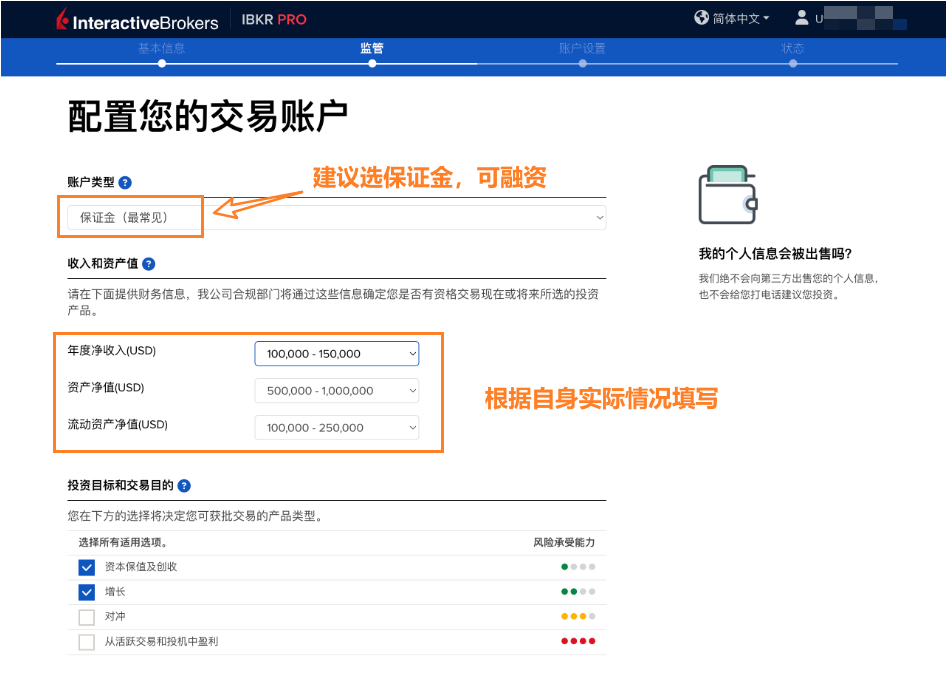 InteractiveBrokers IBKR PRO 简体中文 U
基本信息 监管 账户设置 状态
配置您的交易账户
建议选保证金，可融资
账户类型 ?
保证金（最常见）
收入和资产值 ?
请在下面提供财务信息，我公司合规部门将通过这些信息确定您是否有资格交易现在或将来所选的投资
产品。
年度净收入(USD) 100,000 - 150,000
资产净值(USD) 500,000 - 1,000,000
流动资产净值(USD) 100,000 - 250,000
根据自身实际情况填写
投资目标和交易目的 ?
您在下方的选择将决定您可获批交易的产品类型。
选择所有适用选项。 风险承受能力
资本保值及创收
增长
对冲
从活跃交易和投机中盈利
我的个人信息会被出售吗?
我们绝不会向第三方出售您的个人信息，
也不会给您打电话建议您投资。